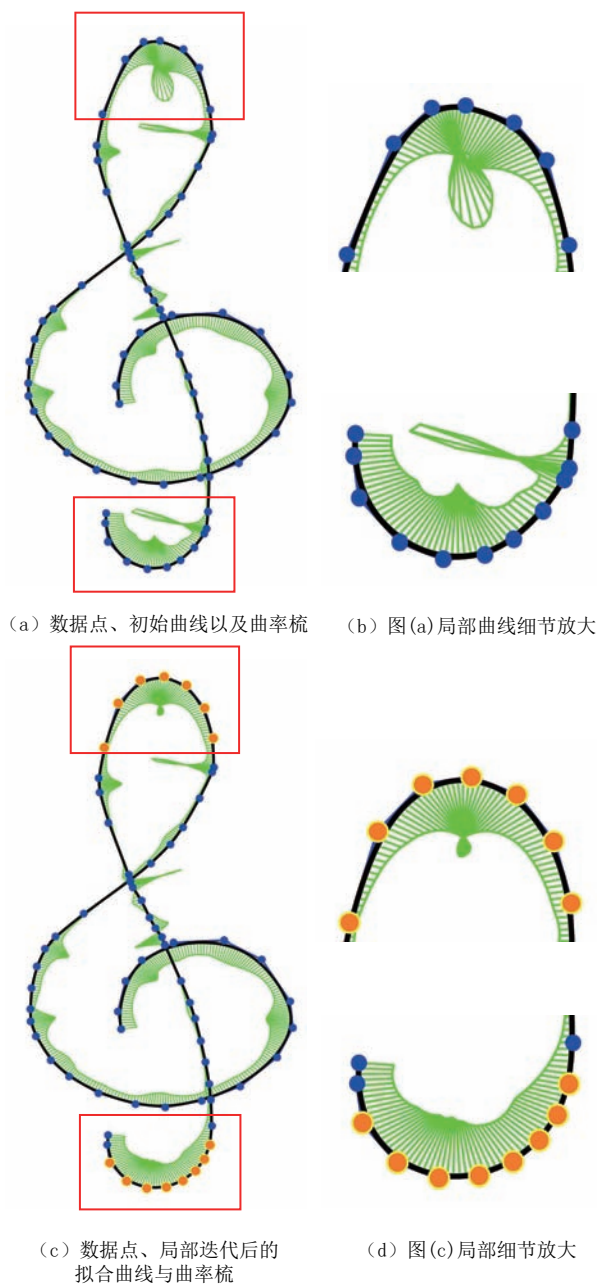 （a）数据点、初始曲线以及曲率梳
（b）图(a)局部曲线细节放大
（c）数据点、局部迭代后的
拟合曲线与曲率梳
（d）图(c)局部细节放大